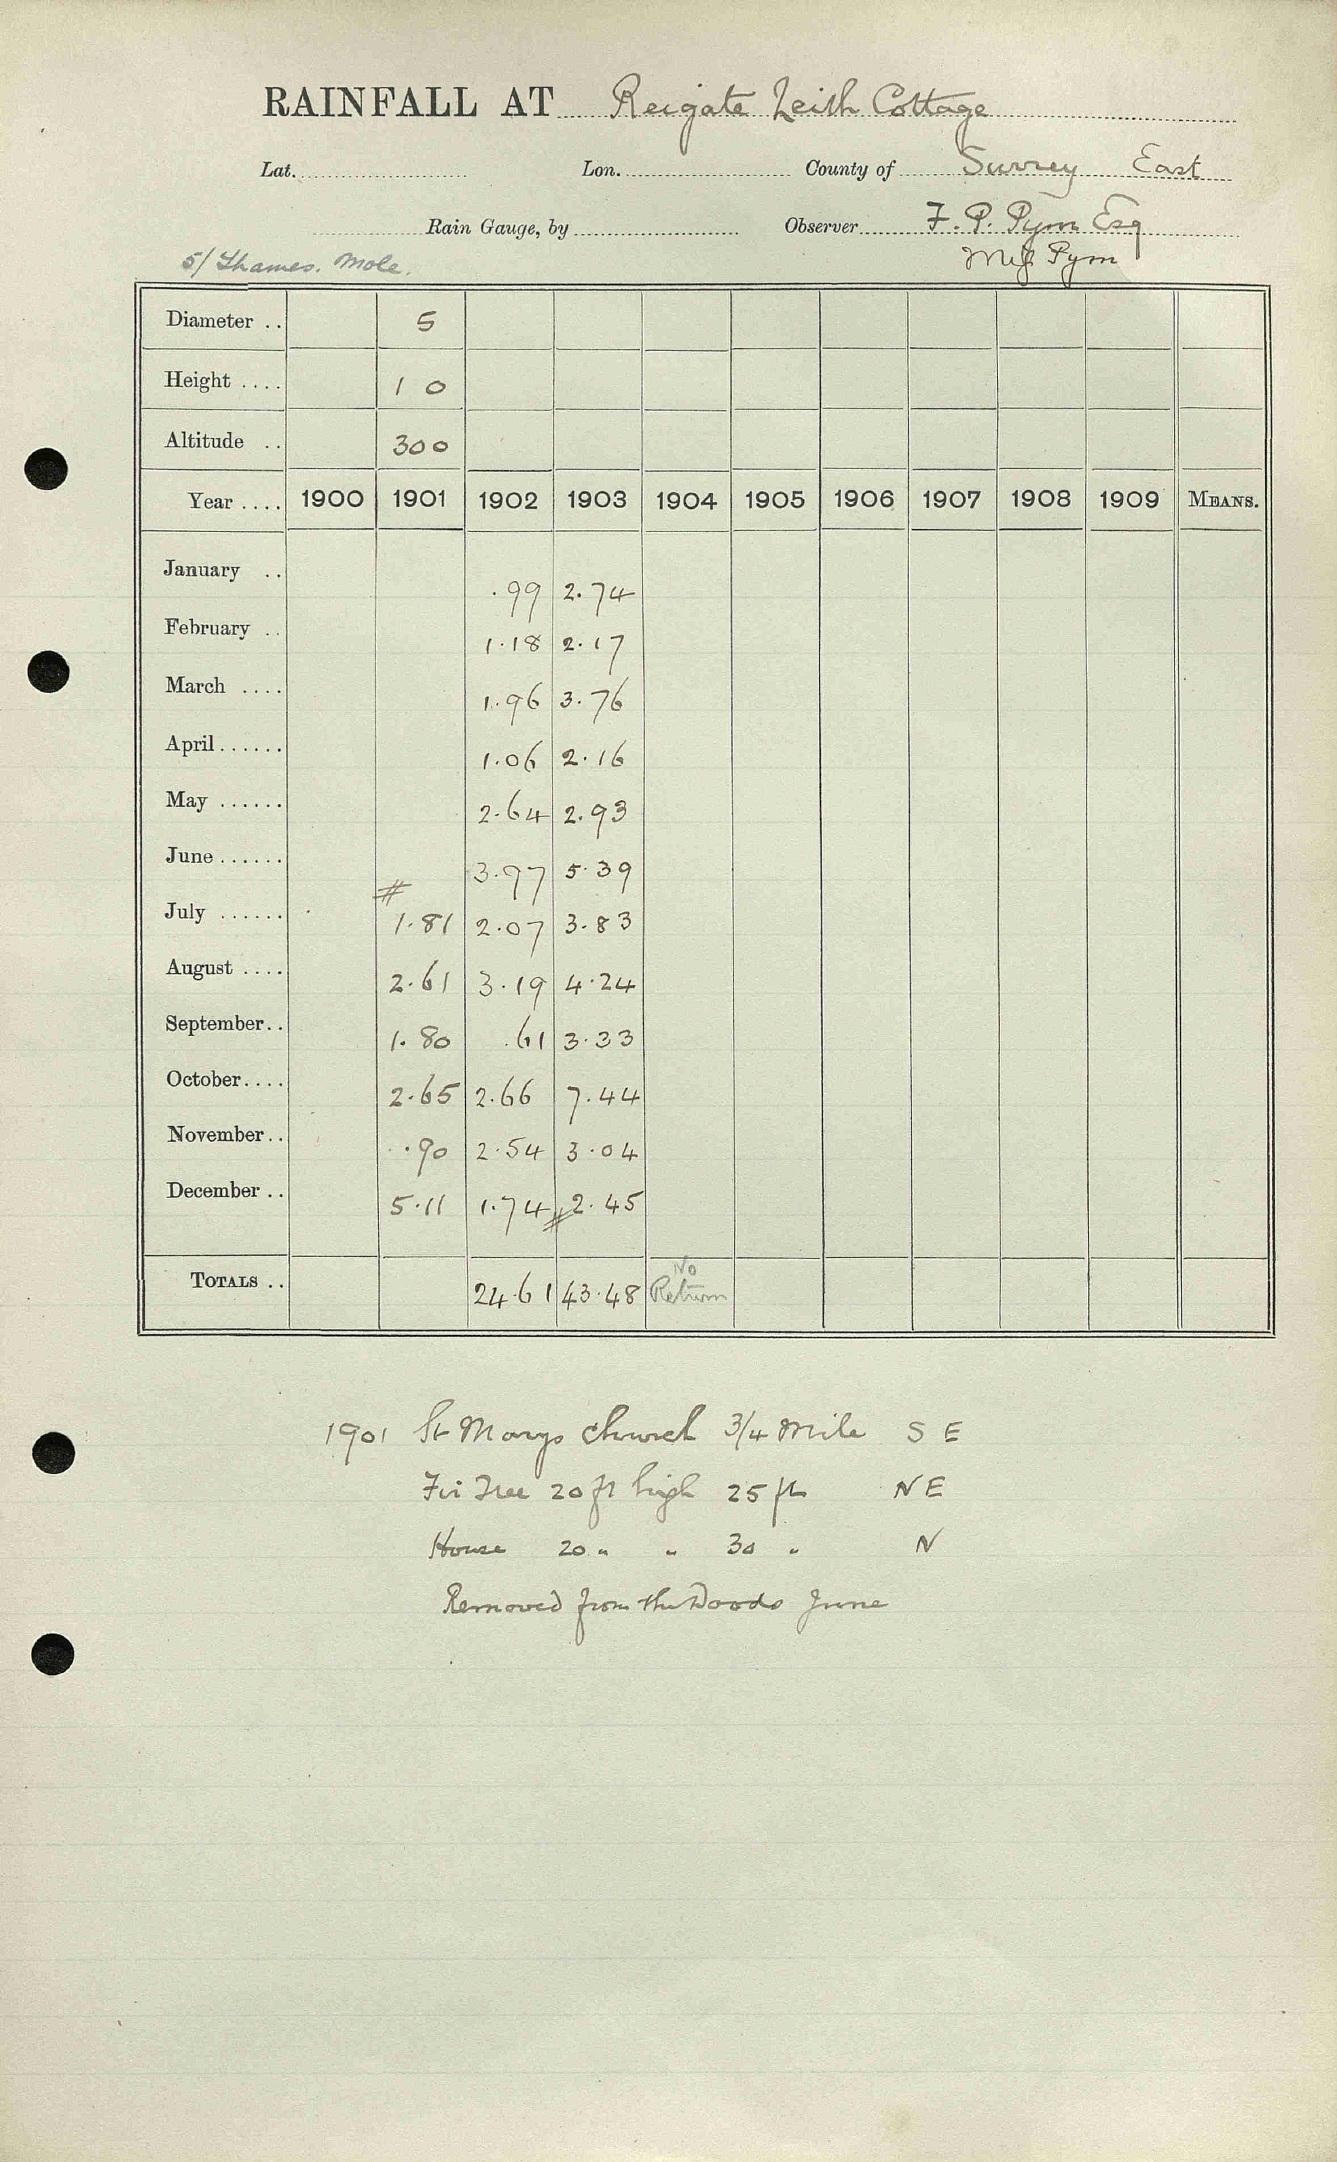 RAINFALL AT Reigate Leith Cottage
Lat. Lon. County of Surrey East
Rain Gauge, by Observer F. P. Pym Esq
5/ Thames. Mole. Miss Pym
Diameter .. 5
Height .... 1 0
Altitude .. 300
Year .... 1900 1901 1902 1903 1904 1905 1906 1907 1908 1909 MEANS.
January .. .99 2.74
February .. 1.18 2.17
March .... 1.96 3.76
April ...... 1.06 2.16
May ...... 2.64 2.93
June ...... 3.97 5.39
July ...... # 1.81 2.07 3.83
August .... 2.61 3.19 4.24
September.. 1.80 .61 3.33
October.... 2.65 2.66 7.44
November.. .90 2.54 3.04
December .. 5.11 1.74 # 2.45
TOTALS .. 24.61 43.48 No Return
1901 St Marys Church 3/4 Mile S E
Fir Tree 20 ft high 25 ft N E
House 20 " " 30 " N
Removed from the Woods June